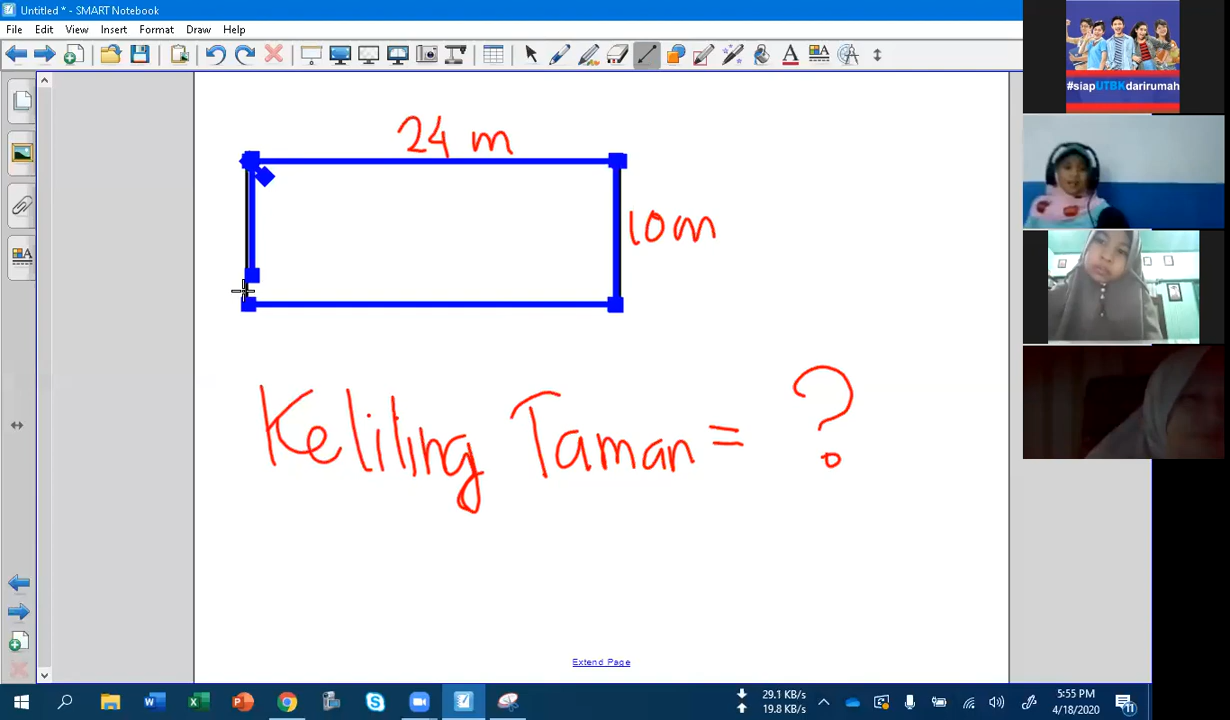 Untitled * - SMART Notebook
File Edit View Insert Format Draw Help
#siapUTBKdarirumah
24 m
10m
Keliling Taman = ?
Extend Page
29.1 KB/s
19.8 KB/s
5:55 PM
4/18/2020
11